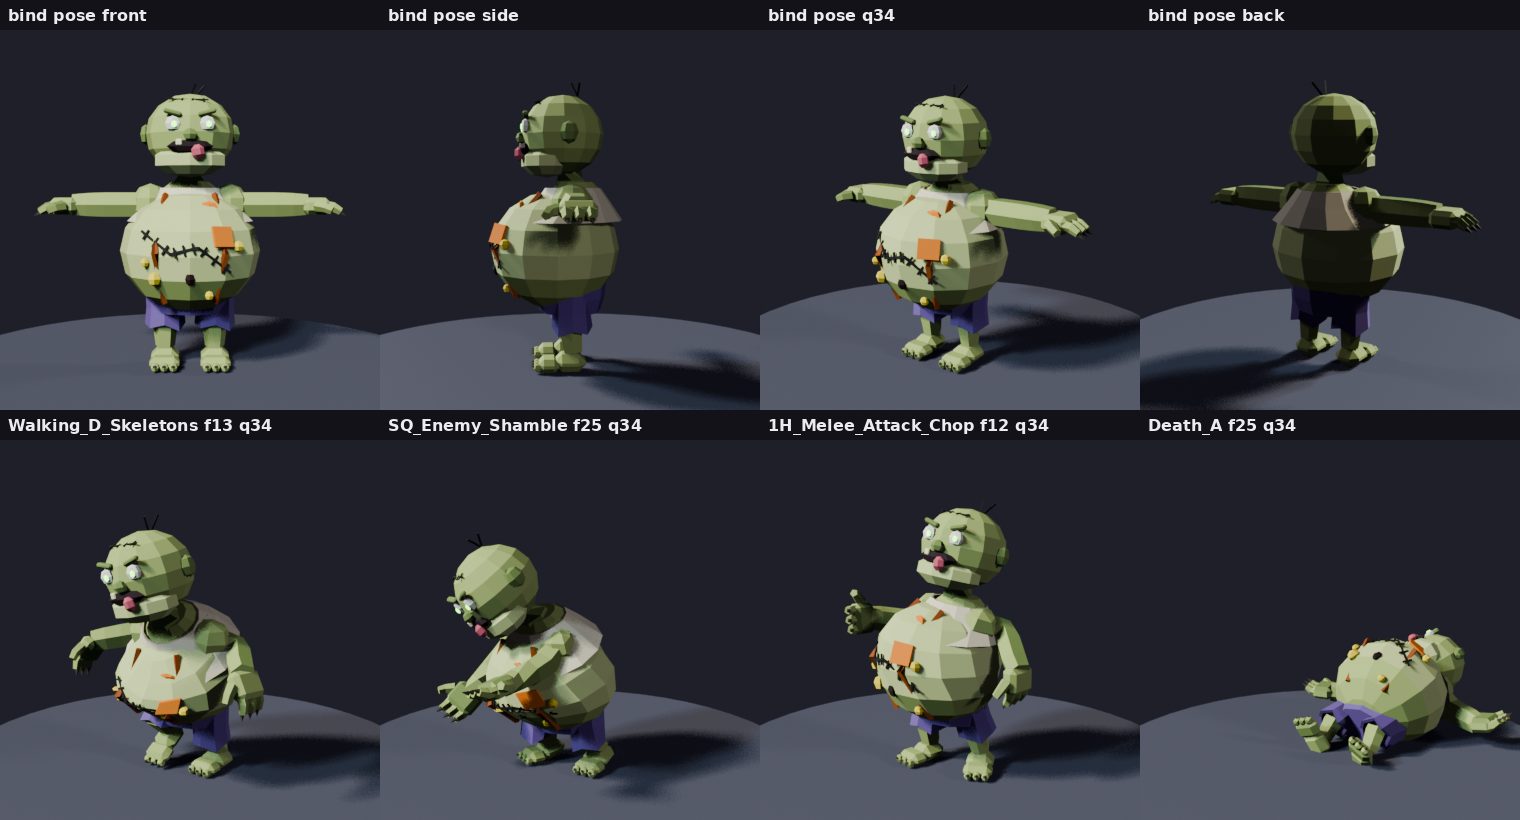 bind pose front
bind pose side
bind pose q34
bind pose back
Walking_D_Skeletons f13 q34
SQ_Enemy_Shamble f25 q34
1H_Melee_Attack_Chop f12 q34
Death_A f25 q34